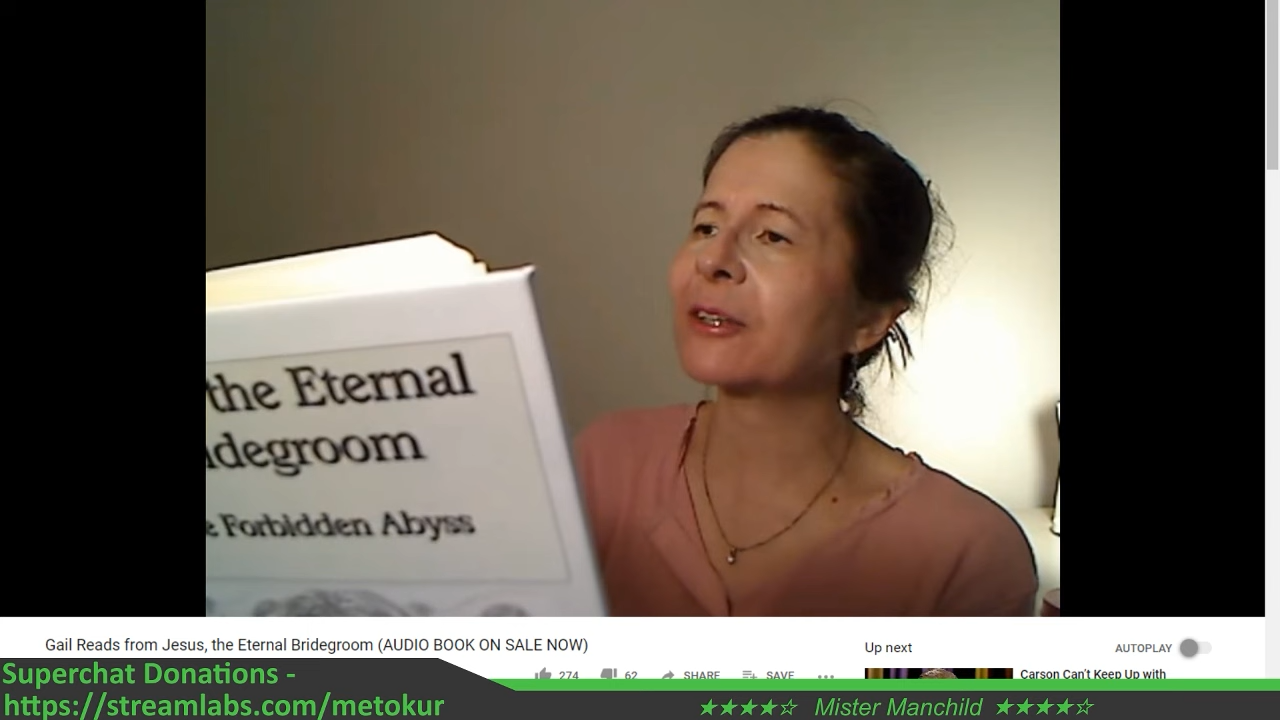 the Eternal
idegroom
Forbidden Abyss
Gail Reads from Jesus, the Eternal Bridegroom (AUDIO BOOK ON SALE NOW)
Up next
AUTOPLAY
274
62
SHARE
SAVE
Carson Can't Keep Up with
Superchat Donations -
https://streamlabs.com/metokur
★★★★☆ Mister Manchild ★★★★☆